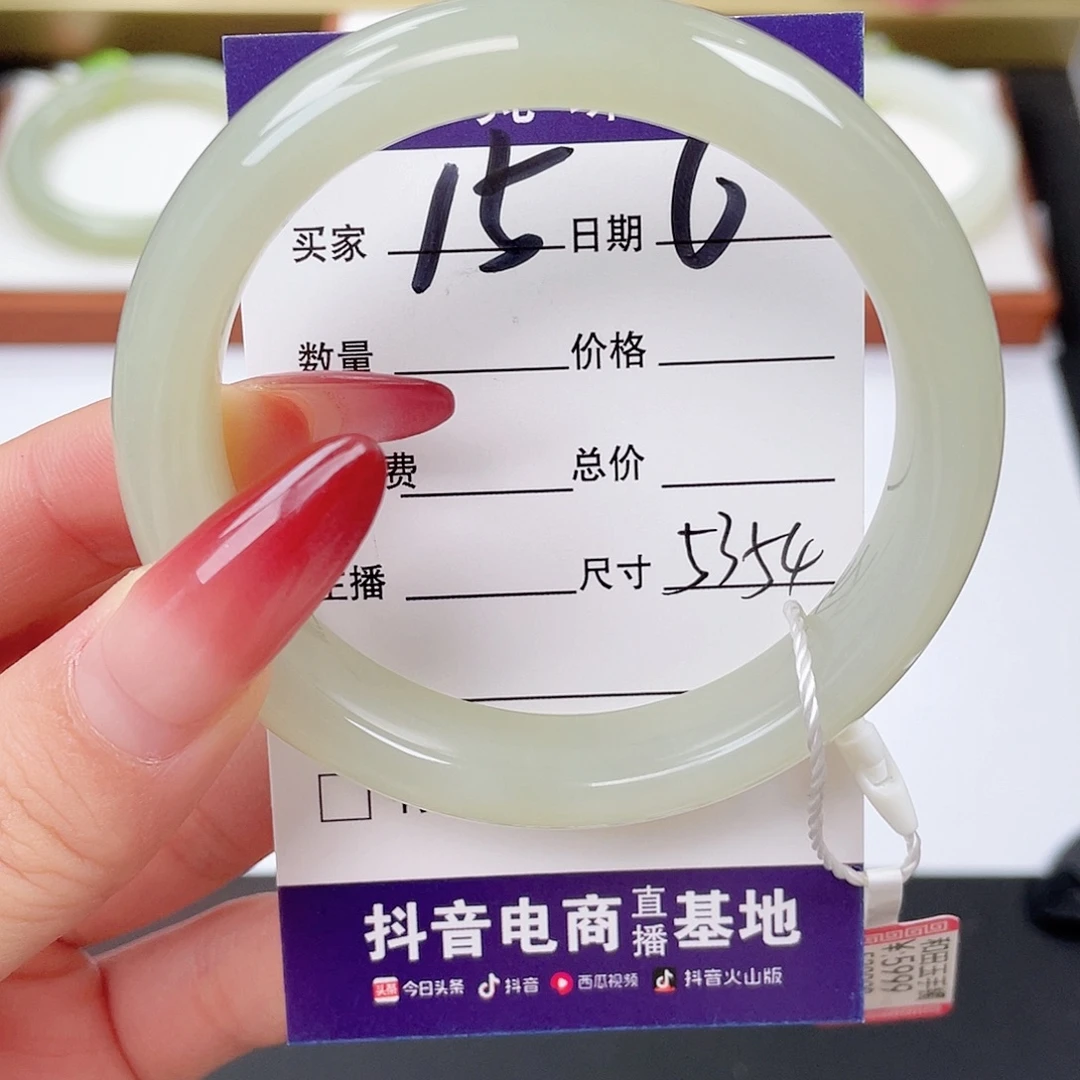 买家 15 日期 6
数量 价格
费 总价
主播 尺寸 5354
抖音电商直播基地
头条 今日头条 抖音 西瓜视频 抖音火山版
¥:5999